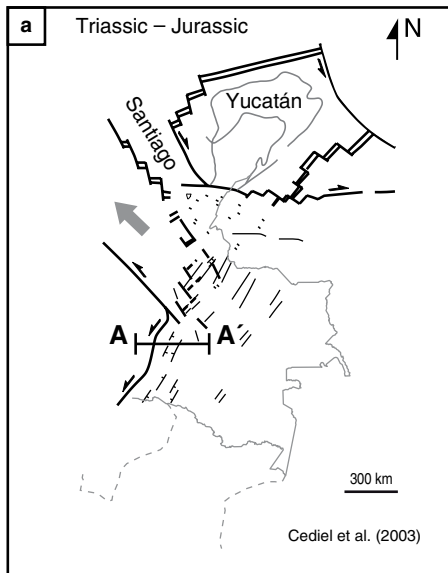 a
Triassic – Jurassic
N
Santiago
Yucatán
A
A´
300 km
Cediel et al. (2003)